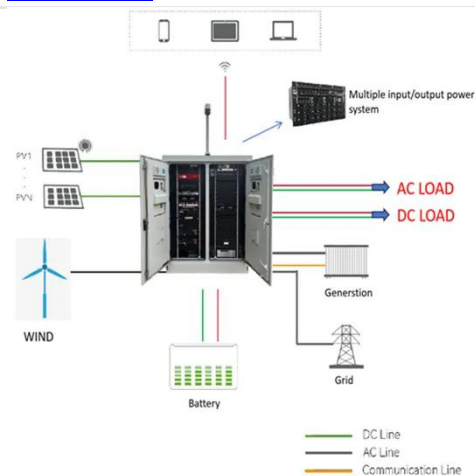 Multiple input/output power
system
PV1
PVN
AC LOAD
DC LOAD
WIND
Generstion
Grid
Battery
DC Line
AC Line
Communication Line